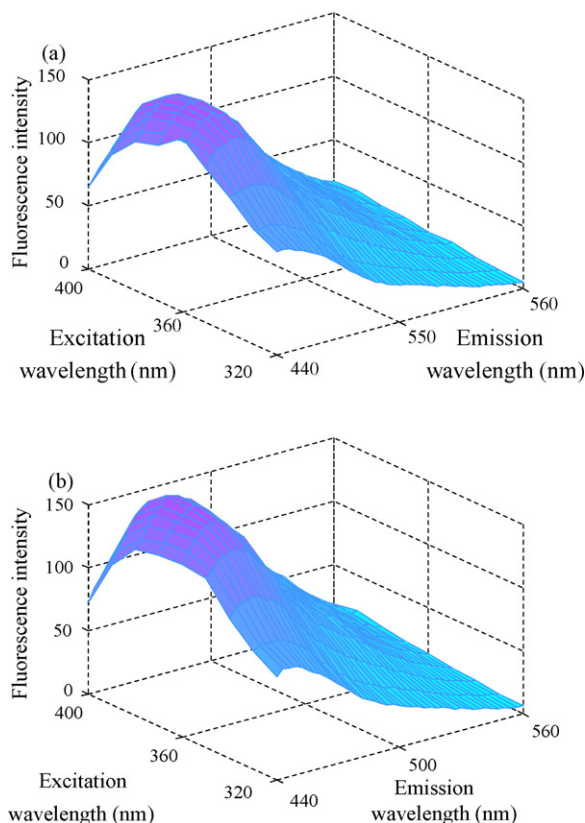 (a)
150
100
50
0
Fluorescence intensity
400
360
320
440
550
560
Excitation
wavelength (nm)
Emission
wavelength (nm)
(b)
150
100
50
0
Fluorescence intensity
400
360
320
440
500
560
Excitation
wavelength (nm)
Emission
wavelength (nm)